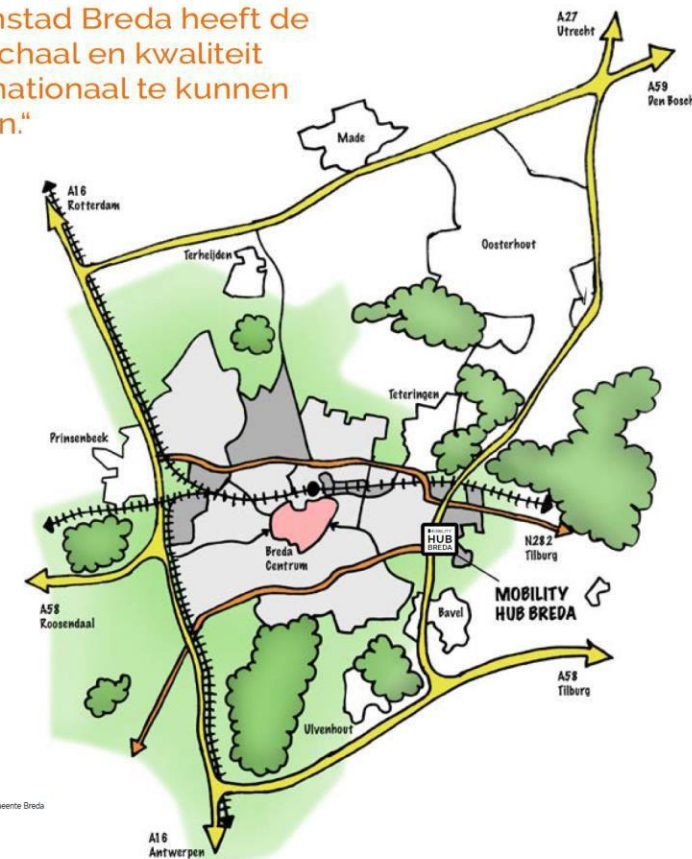 nstad Breda heeft de
chaal en kwaliteit
nationaal te kunnen
n.“
A27
Utrecht
A59
Den Bosch
Made
A16
Rotterdam
Terheijden
Oosterhout
Teteringen
Prinsenbeek
Breda
Centrum
MOBILITY
HUB
BREDA
N282
Tilburg
MOBILITY
HUB BREDA
A58
Roosendaal
Bavel
A58
Tilburg
Ulvenhout
eente Breda
A16
Antwerpen